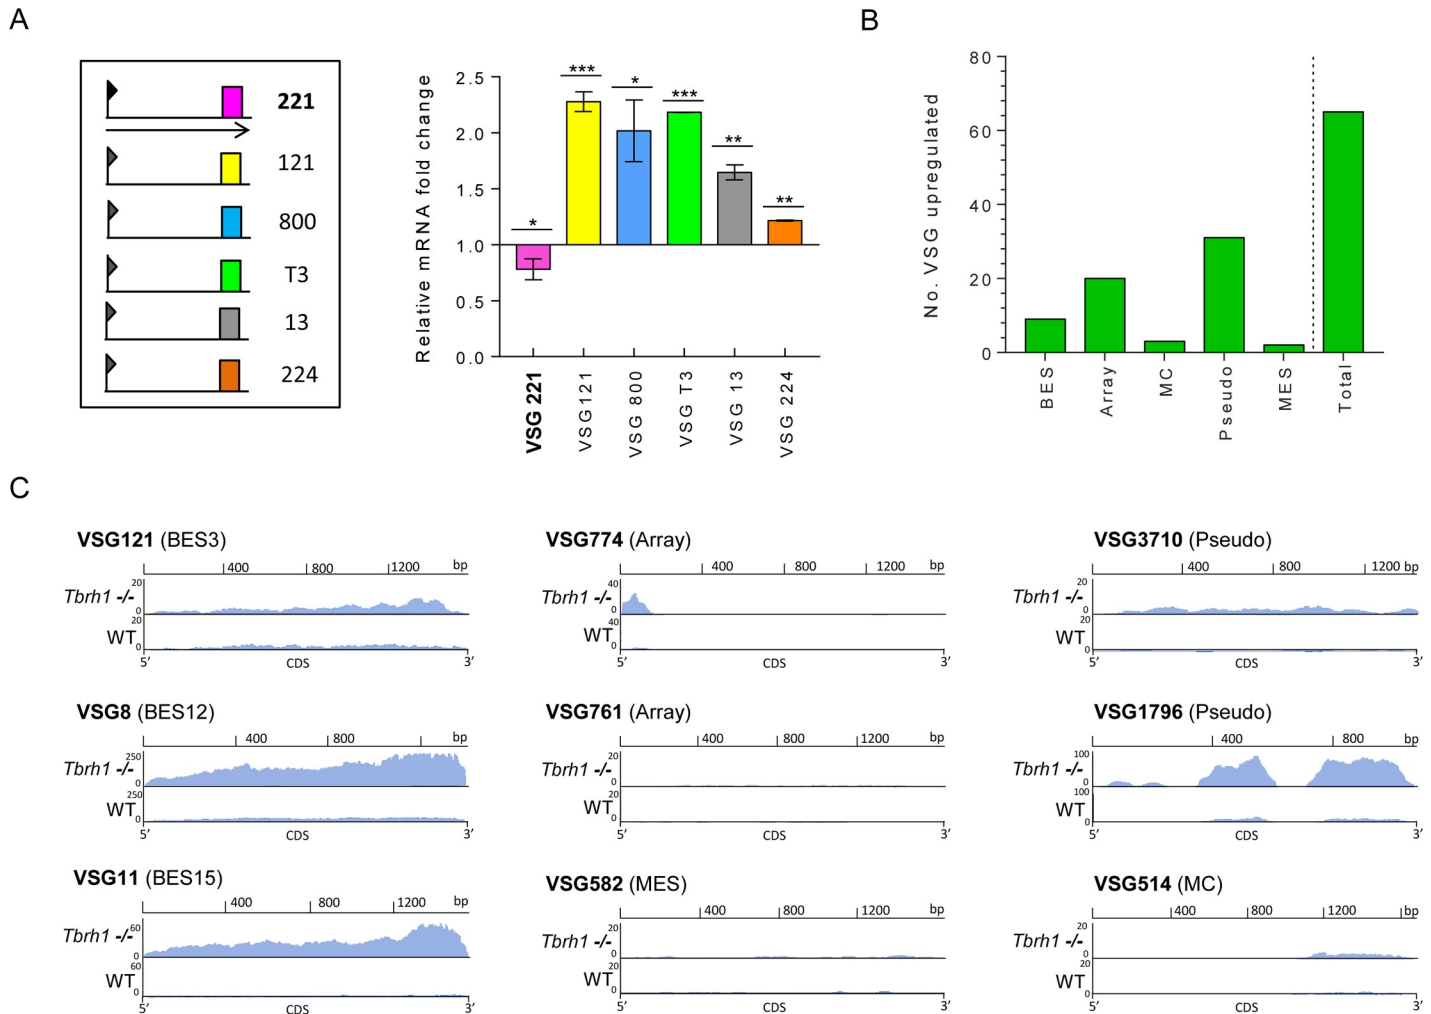 A
B
221
121
800
T3
13
224
Relative mRNA fold change
2.5
2.0
1.5
1.0
0.5
0.0
*
***
*
***
**
**
VSG 221
VSG121
VSG 800
VSG T3
VSG 13
VSG 224
No. VSG upregulated
80
60
40
20
0
BES
Array
MC
Pseudo
MES
Total
C
VSG121 (BES3)
400 800 1200 bp
Tbrh1 -/- 20 0
WT 20 0
5′ CDS 3′
VSG774 (Array)
400 800 1200 bp
Tbrh1 -/- 40 0
WT 40 0
5′ CDS 3′
VSG3710 (Pseudo)
400 800 1200 bp
Tbrh1 -/- 20 0
WT 20 0
5′ CDS 3′
VSG8 (BES12)
400 800 bp
Tbrh1 -/- 250 0
WT 250 0
5′ CDS 3′
VSG761 (Array)
400 800 1200 bp
Tbrh1 -/- 20 0
WT 20 0
5′ CDS 3′
VSG1796 (Pseudo)
400 800 bp
Tbrh1 -/- 100 0
WT 100 0
5′ CDS 3′
VSG11 (BES15)
400 800 1200 bp
Tbrh1 -/- 60 0
WT 60 0
5′ CDS 3′
VSG582 (MES)
400 800 1200 bp
Tbrh1 -/- 20 0
WT 20 0
5′ CDS 3′
VSG514 (MC)
400 800 1200 bp
Tbrh1 -/- 20 0
WT 20 0
5′ CDS 3′